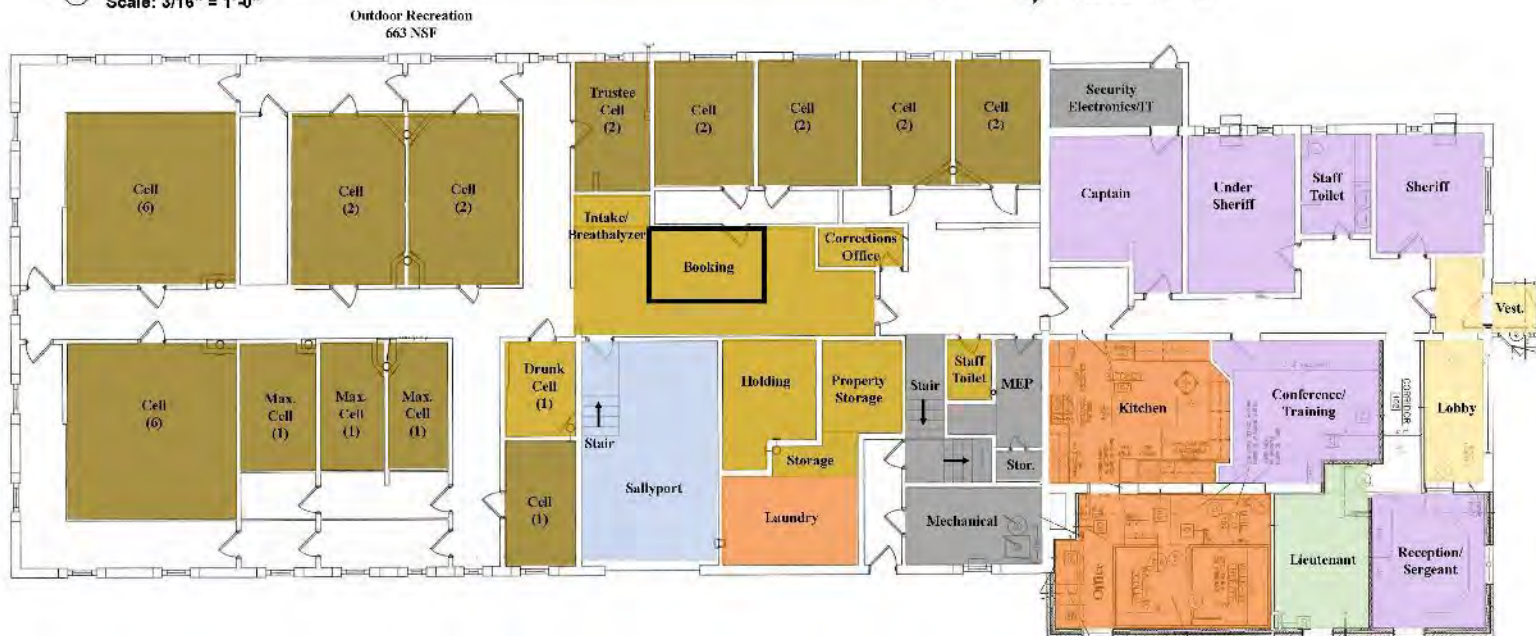 Scale: 3/16" = 1'-0"
Outdoor Recreation
663 NSF
Trustee
Cell
(2)
Cell
(2)
Cell
(2)
Cell
(2)
Cell
(2)
Security
Electronics/IT
Cell
(6)
Cell
(2)
Cell
(2)
Captain
Under
Sheriff
Staff
Toilet
Sheriff
Intake/
Breathalyzer
Booking
Corrections
Office
Vest.
Cell
(6)
Max.
Cell
(1)
Max.
Cell
(1)
Max.
Cell
(1)
Drunk
Cell
(1)
Stair
Sallyport
Holding
Property
Storage
Stair
Staff
Toilet
MEP
Kitchen
Conference/
Training
CORRIDOR
Lobby
Storage
Stor.
Cell
(1)
Laundry
Mechanical
Office
Lieutenant
Reception/
Sergeant